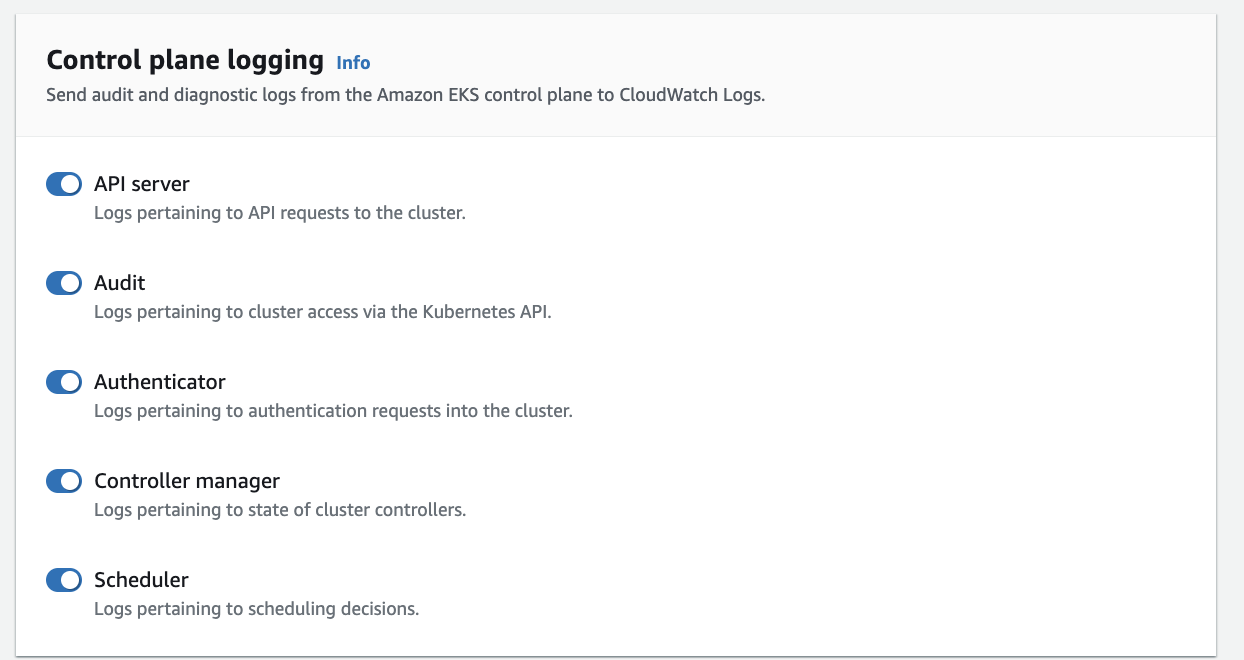 Control plane logging Info
Send audit and diagnostic logs from the Amazon EKS control plane to CloudWatch Logs.
API server
Logs pertaining to API requests to the cluster.
Audit
Logs pertaining to cluster access via the Kubernetes API.
Authenticator
Logs pertaining to authentication requests into the cluster.
Controller manager
Logs pertaining to state of cluster controllers.
Scheduler
Logs pertaining to scheduling decisions.